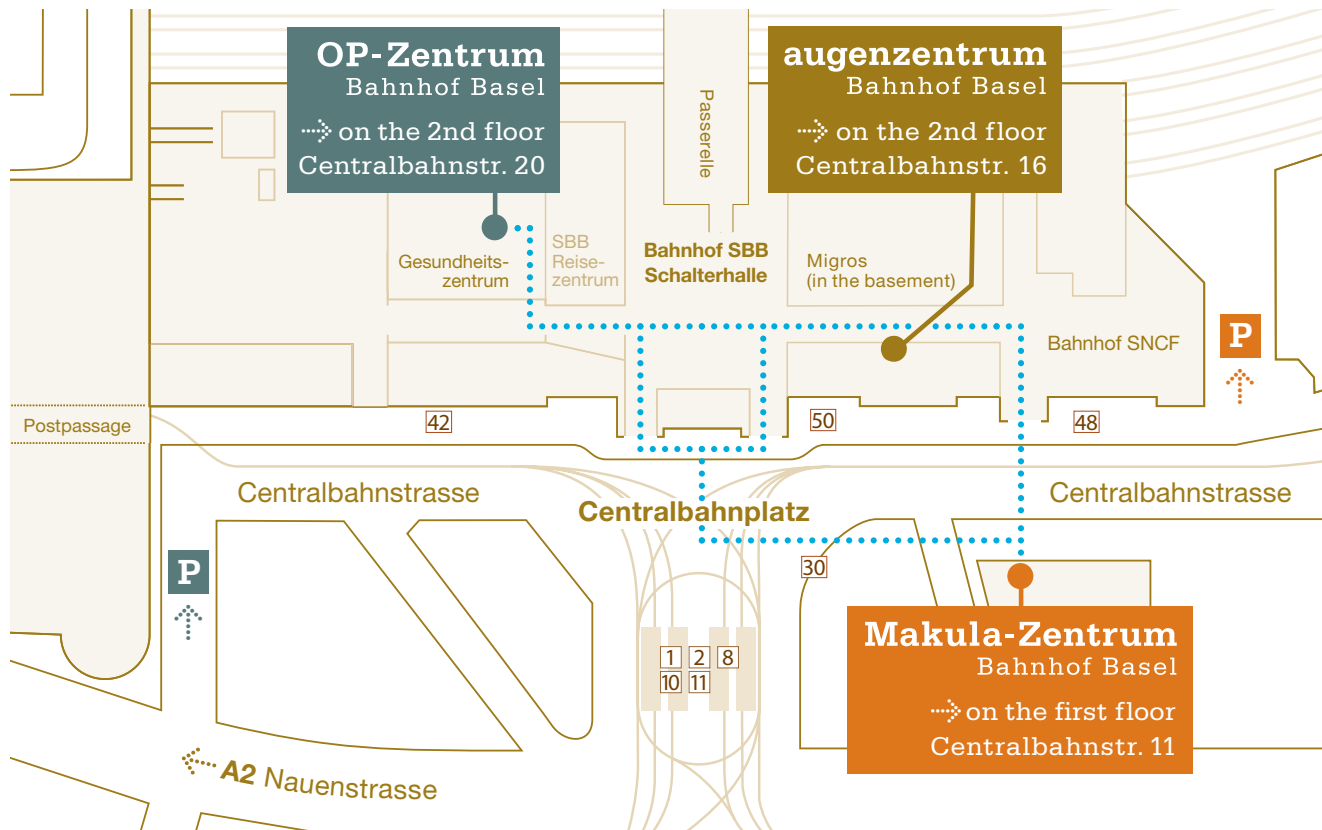 OP-Zentrum
Bahnhof Basel
on the 2nd floor
Centralbahnstr. 20
Passerelle
augenzentrum
Bahnhof Basel
on the 2nd floor
Centralbahnstr. 16
Gesundheits-
zentrum
SBB
Reise-
zentrum
Bahnhof SBB
Schalterhalle
Migros
(in the basement)
Bahnhof SNCF
P
Postpassage
42
50
48
Centralbahnstrasse
Centralbahnplatz
Centralbahnstrasse
P
30
1 2 8
10 11
Makula-Zentrum
Bahnhof Basel
on the first floor
Centralbahnstr. 11
A2 Nauenstrasse